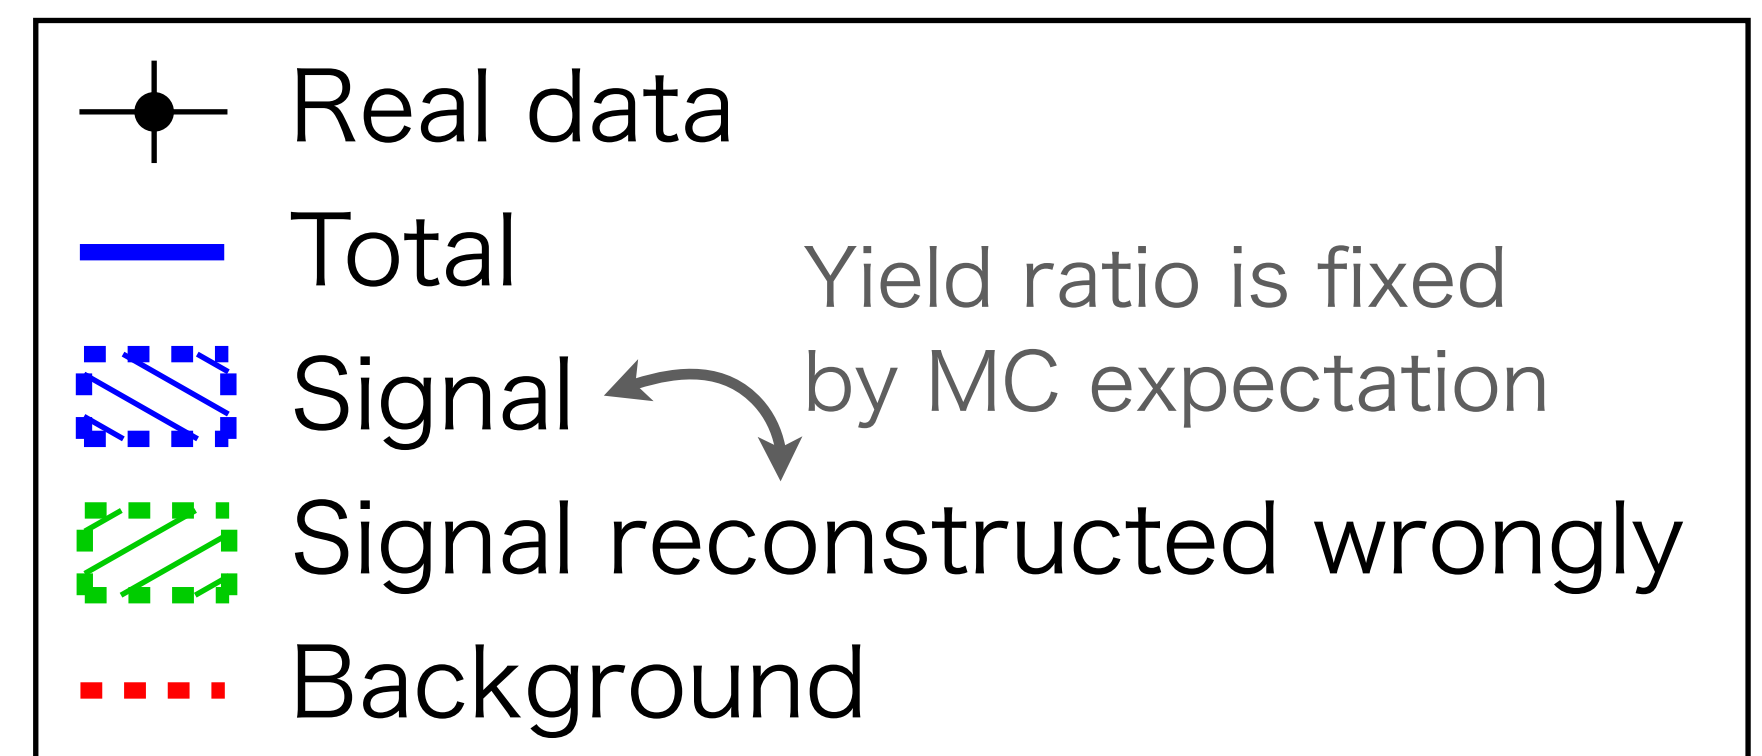 Real data
Total
Yield ratio is fixed
by MC expectation
Signal
Signal reconstructed wrongly
Background